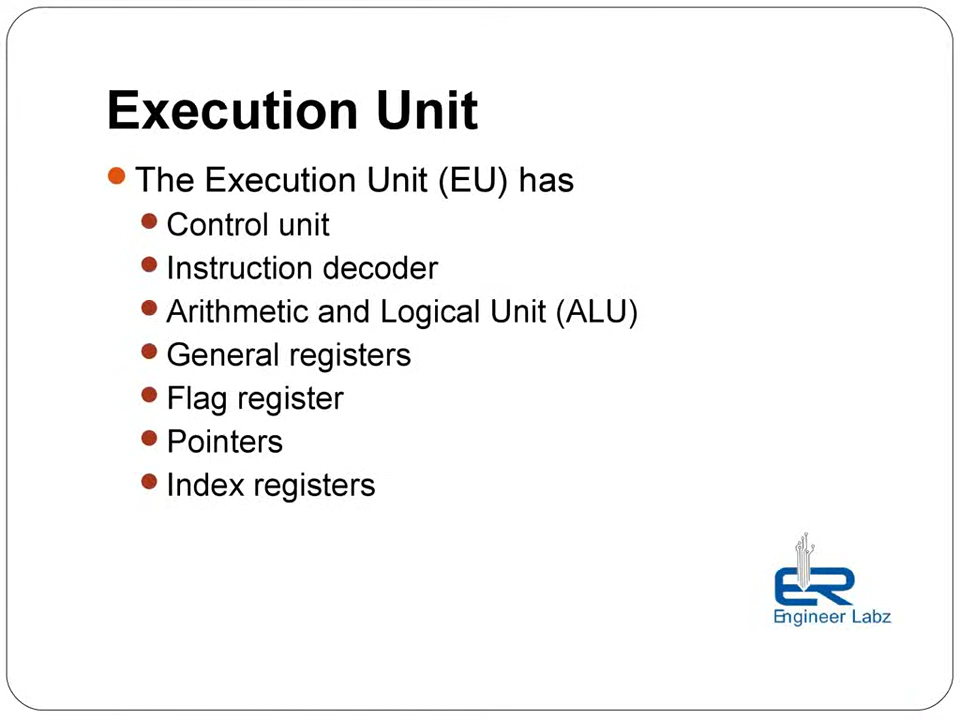 Execution Unit
The Execution Unit (EU) has
Control unit
Instruction decoder
Arithmetic and Logical Unit (ALU)
General registers
Flag register
Pointers
Index registers
ER
Engineer Labz